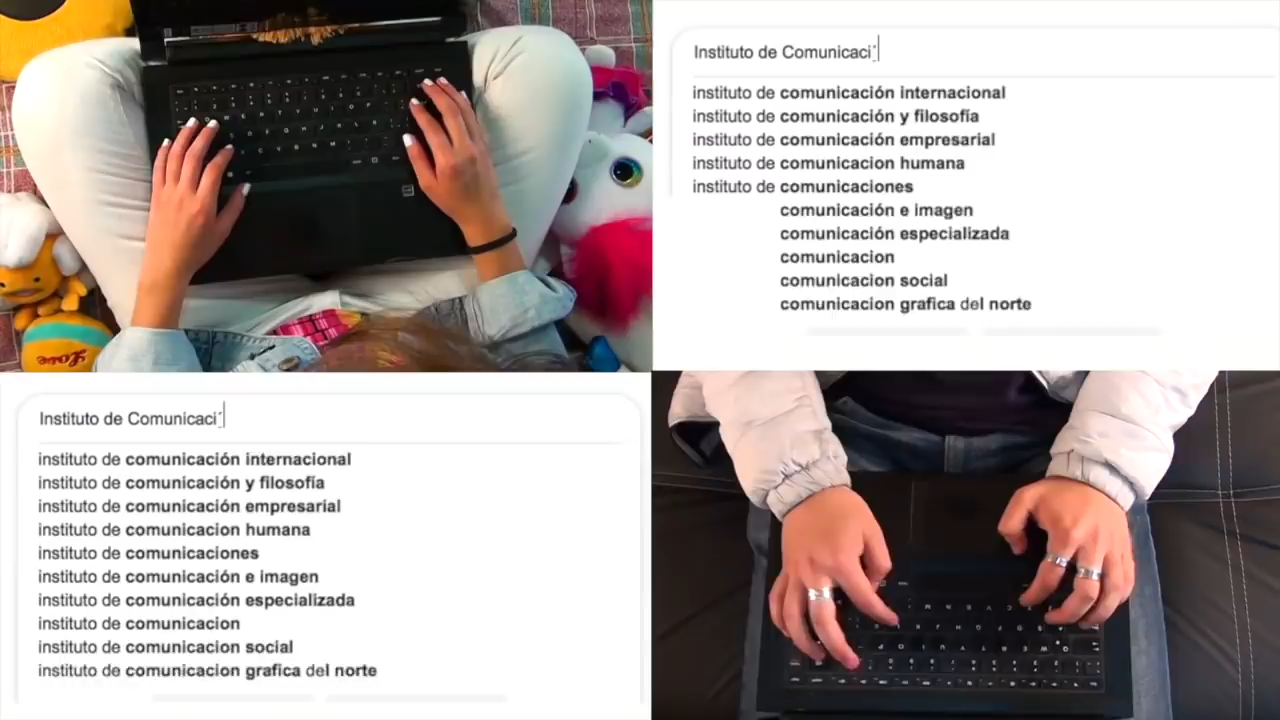 Instituto de Comunicaci´
instituto de comunicación internacional
instituto de comunicación y filosofía
instituto de comunicación empresarial
instituto de comunicacion humana
instituto de comunicaciones
comunicación e imagen
comunicación especializada
comunicacion
comunicacion social
comunicacion grafica del norte
Love
Instituto de Comunicaci´
instituto de comunicación internacional
instituto de comunicación y filosofía
instituto de comunicación empresarial
instituto de comunicacion humana
instituto de comunicaciones
instituto de comunicación e imagen
instituto de comunicación especializada
instituto de comunicacion
instituto de comunicacion social
instituto de comunicacion grafica del norte